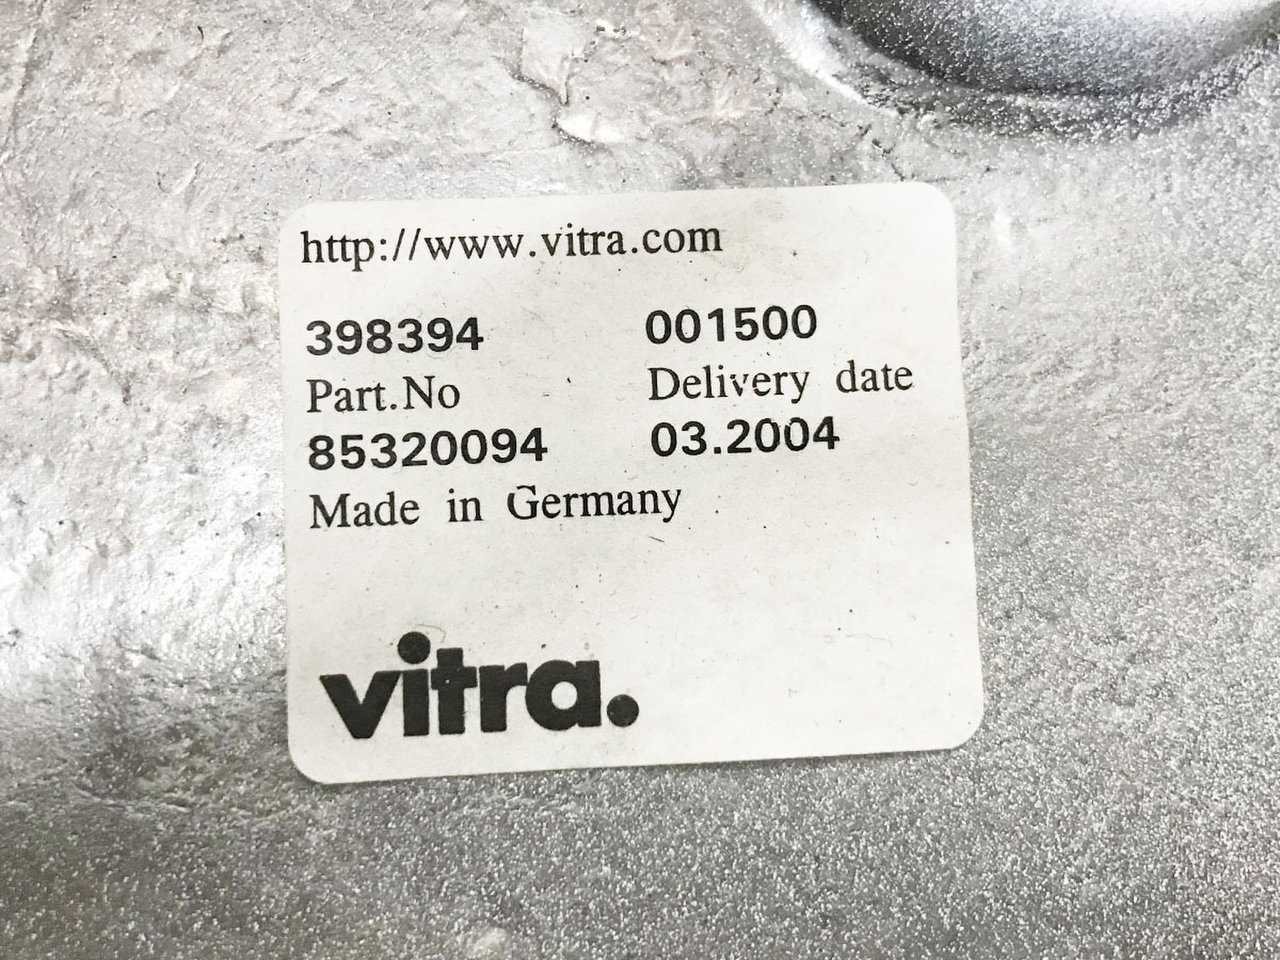 http://www.vitra.com
398394 001500
Part.No Delivery date
85320094 03.2004
Made in Germany
vitra.